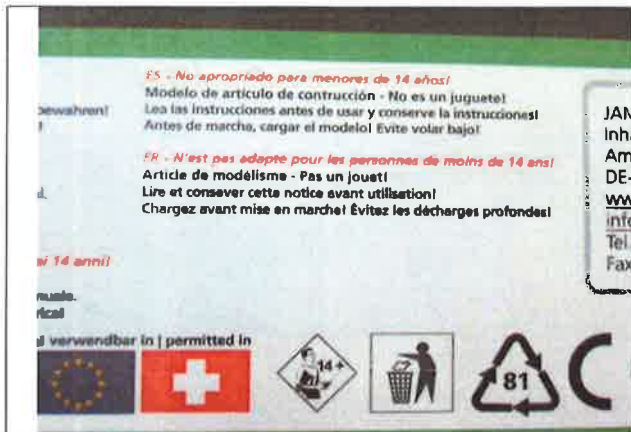 bewahren!
ES - No apropriado para menores de 14 años!
Modelo de artículo de contrucción - No es un juguete!
Lea las instrucciones antes de usar y conserve la instrucciones!
Antes de marcha, cargar el modelo! Evite volar bajo!
FR - N'est pas adapté pour les personnes de moins de 14 ans!
Article de modélisme - Pas un jouet!
Lire et consever cette notice avant utilisation!
Chargez avant mise en marche! Évitez les décharges profondes!
14 anni!
verwendbar in | permitted in
14+
81
JAM
Inh
Am
DE-
ww
info
Tel.
Fax